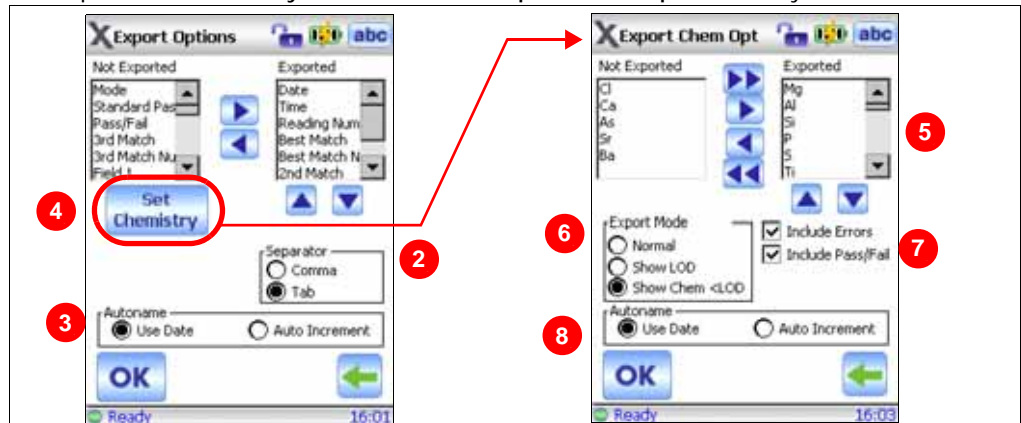 Export Options
abc
Not Exported
Mode
Standard Pas
Pass/Fail
3rd Match
3rd Match Nu
Exported
Date
Time
Reading Num
Best Match
Best Match N
2nd Match
4
Set
Chemistry
2
Separator
Comma
Tab
3
Autoname
Use Date
Auto Increment
OK
Ready
16:01
Export Chem Opt
abc
Not Exported
Cl
Ca
As
Sr
Ba
Exported
Mg
Al
Si
P
S
Ti
5
6
Export Mode
Normal
Show LOD
Show Chem <LOD
Include Errors
Include Pass/Fail
7
8
Autoname
Use Date
Auto Increment
OK
Ready
16:03